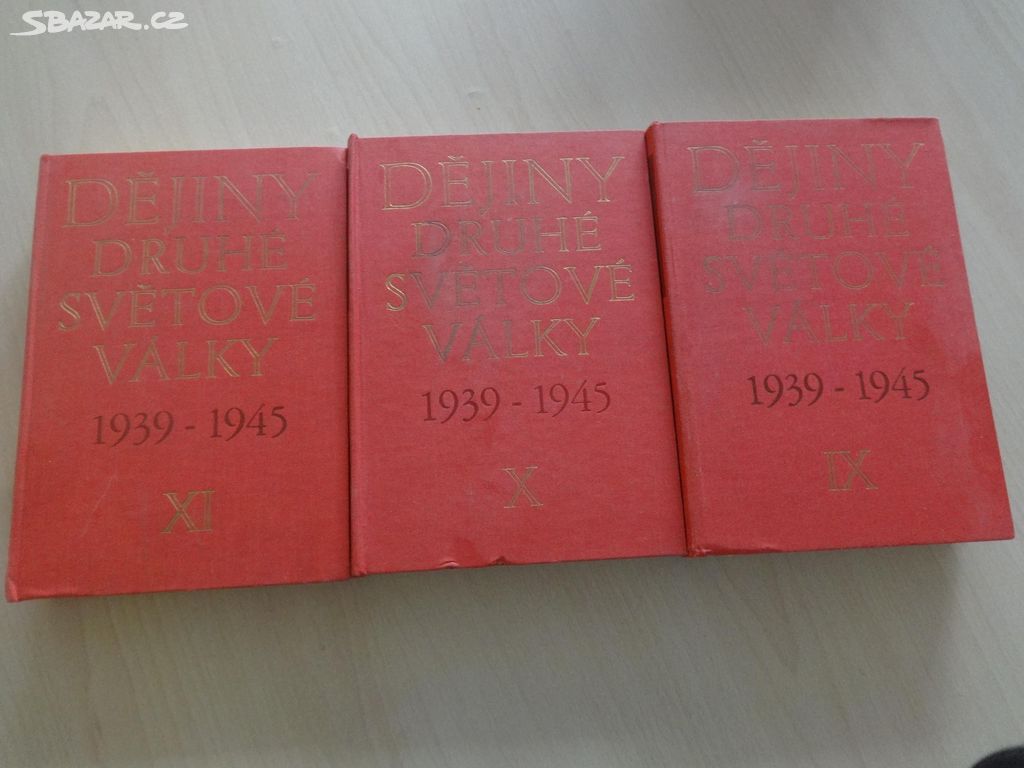 SBAZAR.CZ
DĚJINY
DRUHÉ
SVĚTOVÉ
VÁLKY
1939 - 1945
XI
DĚJINY
DRUHÉ
SVĚTOVÉ
VÁLKY
1939 - 1945
X
DĚJINY
DRUHÉ
SVĚTOVÉ
VÁLKY
1939 - 1945
IX